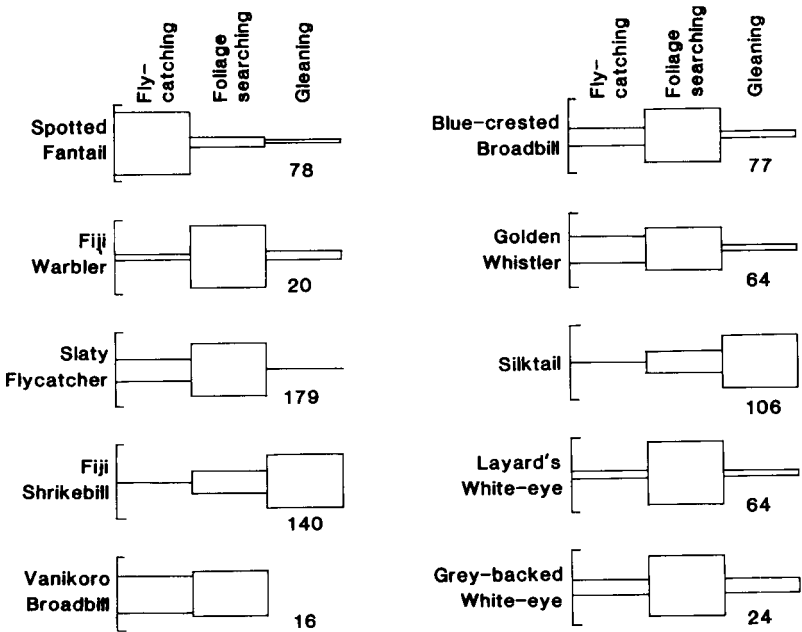 Fly-
catching
Foliage
searching
Gleaning
Spotted
Fantail
78
Fiji
Warbler
20
Slaty
Flycatcher
179
Fiji
Shrikebill
140
Vanikoro
Broadbill
16
Fly-
catching
Foliage
searching
Gleaning
Blue-crested
Broadbill
77
Golden
Whistler
64
Silktail
106
Layard's
White-eye
64
Grey-backed
White-eye
24